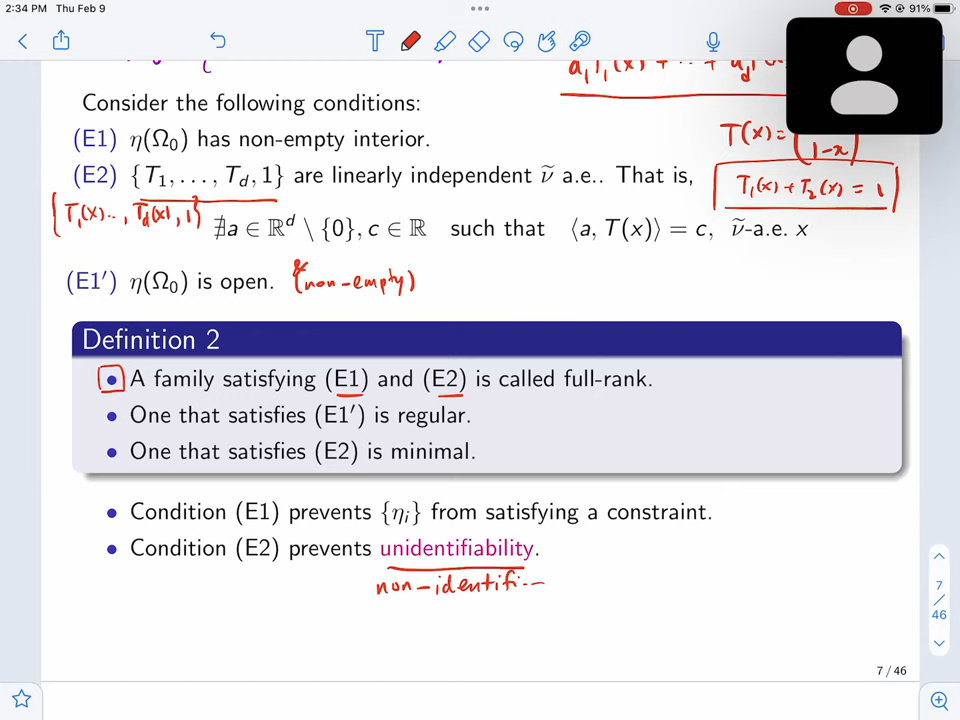 2:34 PM Thu Feb 9
91%
a₁T₁(x) + ·· + a_d
Consider the following conditions:
(E1) η(Ω₀) has non-empty interior.
T(x) = (
1-x)
(E2) {T₁, . . . , T_d, 1} are linearly independent ν̃ a.e.. That is,
T₁(x) + T₂(x) = 1
{T₁(x) ··, T_d(x), 1}
∄a ∈ ℝᵈ \ {0}, c ∈ ℝ such that ⟨a, T(x)⟩ = c, ν̃-a.e. x
(E1′) η(Ω₀) is open. (& non-empty)
Definition 2
• A family satisfying (E1) and (E2) is called full-rank.
• One that satisfies (E1′) is regular.
• One that satisfies (E2) is minimal.
• Condition (E1) prevents {ηᵢ} from satisfying a constraint.
• Condition (E2) prevents unidentifiability.
non-identifi--
7
/
46
7 / 46